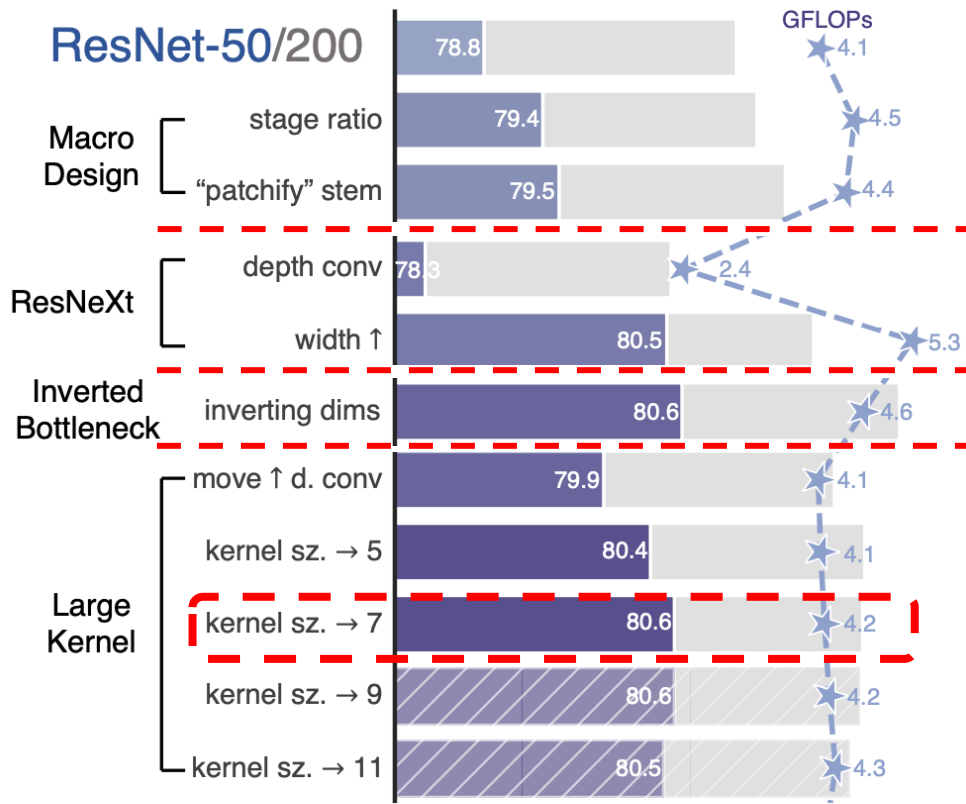 ResNet-50/200
78.8
GFLOPs
4.1
Macro
Design
stage ratio
79.4
4.5
“patchify” stem
79.5
4.4
ResNeXt
depth conv
78.3
2.4
width ↑
80.5
5.3
Inverted
Bottleneck
inverting dims
80.6
4.6
Large
Kernel
move ↑ d. conv
79.9
4.1
kernel sz. → 5
80.4
4.1
kernel sz. → 7
80.6
4.2
kernel sz. → 9
80.6
4.2
kernel sz. → 11
80.5
4.3